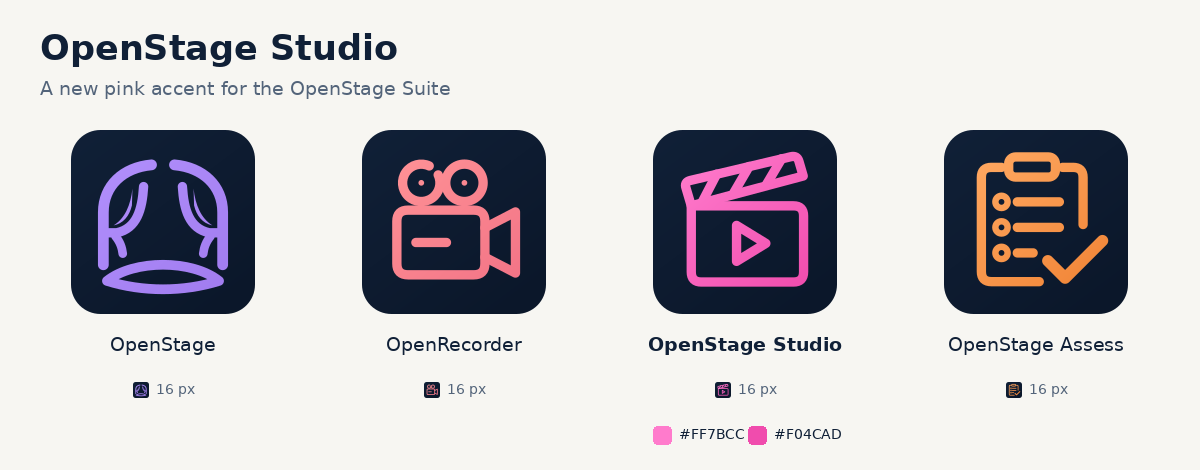 OpenStage Studio
A new pink accent for the OpenStage Suite
OpenStage
OpenRecorder
OpenStage Studio
OpenStage Assess
16 px
16 px
16 px
16 px
#FF7BCC
#F04CAD